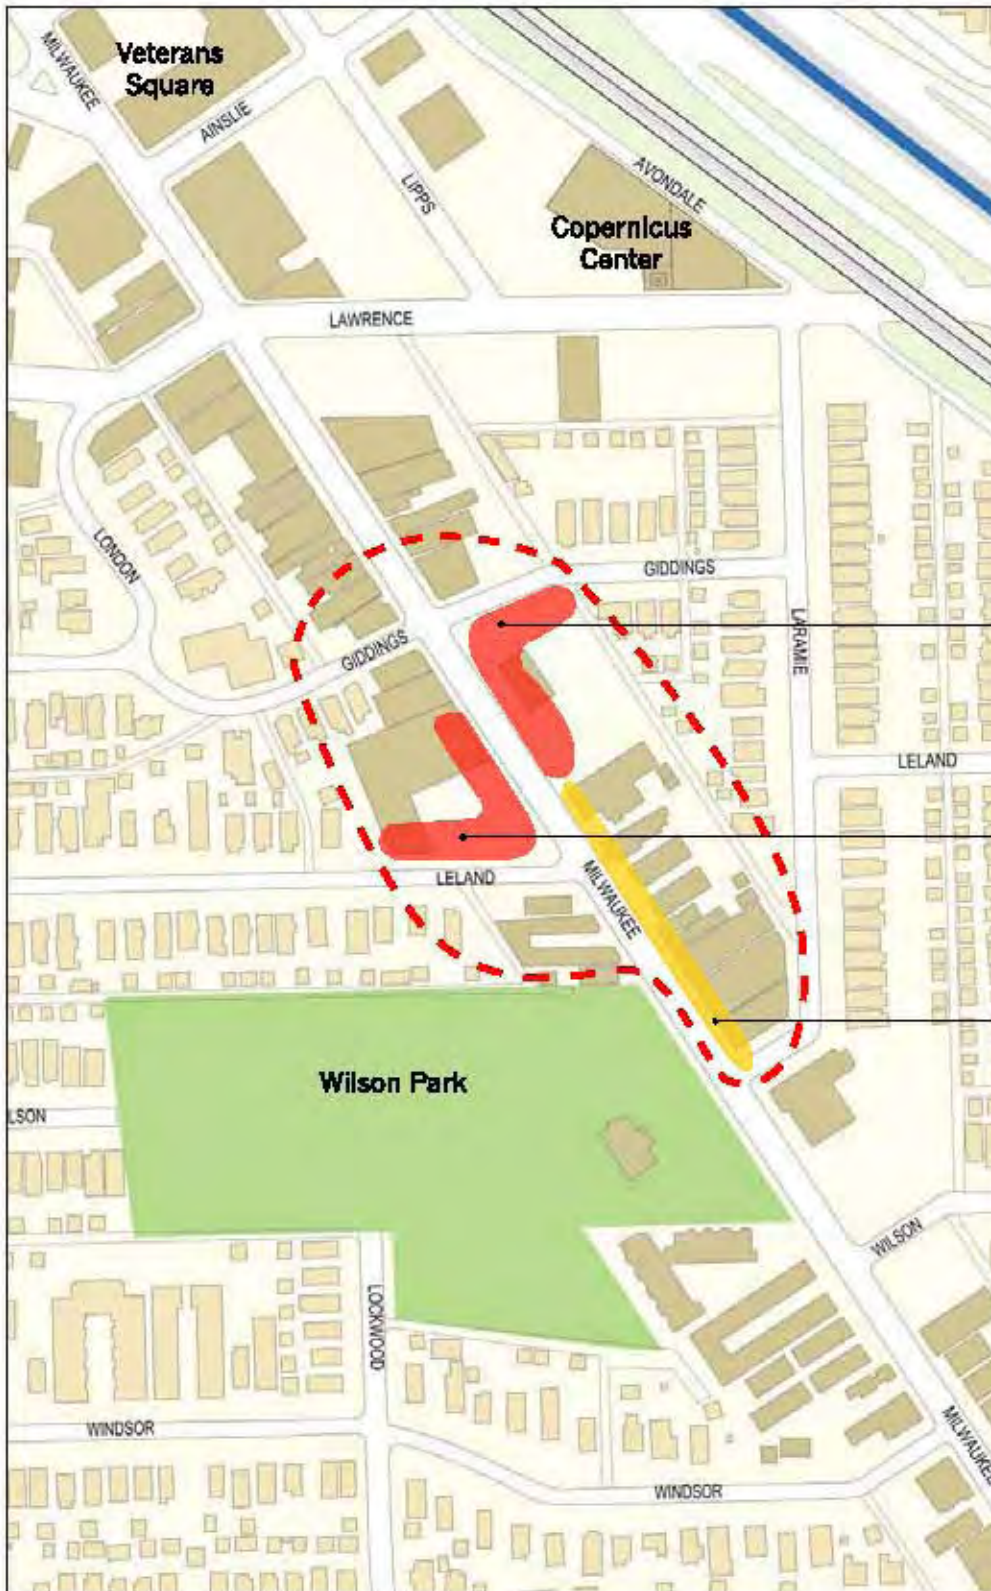 Veterans
Square
MILWAUKEE
AINSLIE
LIPPS
AVONDALE
Copernicus
Center
LAWRENCE
LONDON
GIDDINGS
GIDDINGS
LARAMIE
LELAND
LELAND
MILWAUKEE
Wilson Park
LSON
WILSON
LOCKWOOD
WINDSOR
MILWAUKEE
WINDSOR